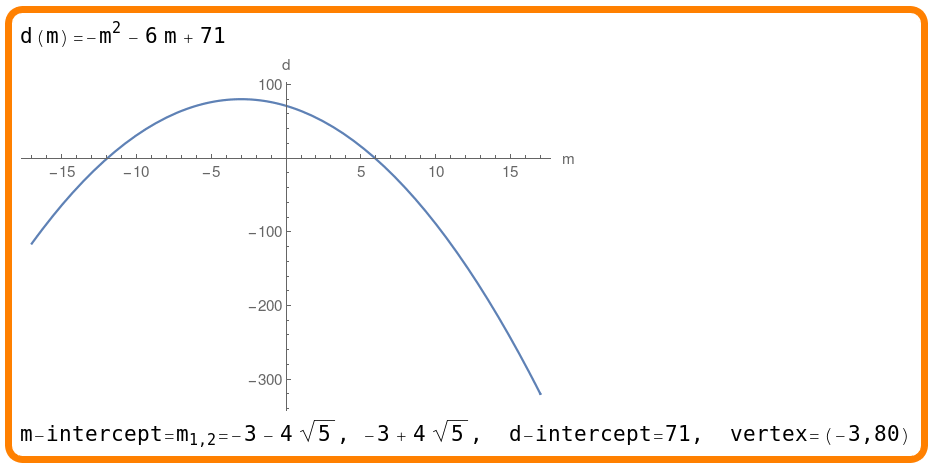 d(m)=-m² - 6 m + 71
d
100
-15 -10 -5 5 10 15 m
-100
-200
-300
m-intercept=m₁,₂=-3 - 4 √5, -3 + 4 √5, d-intercept=71, vertex=(-3,80)